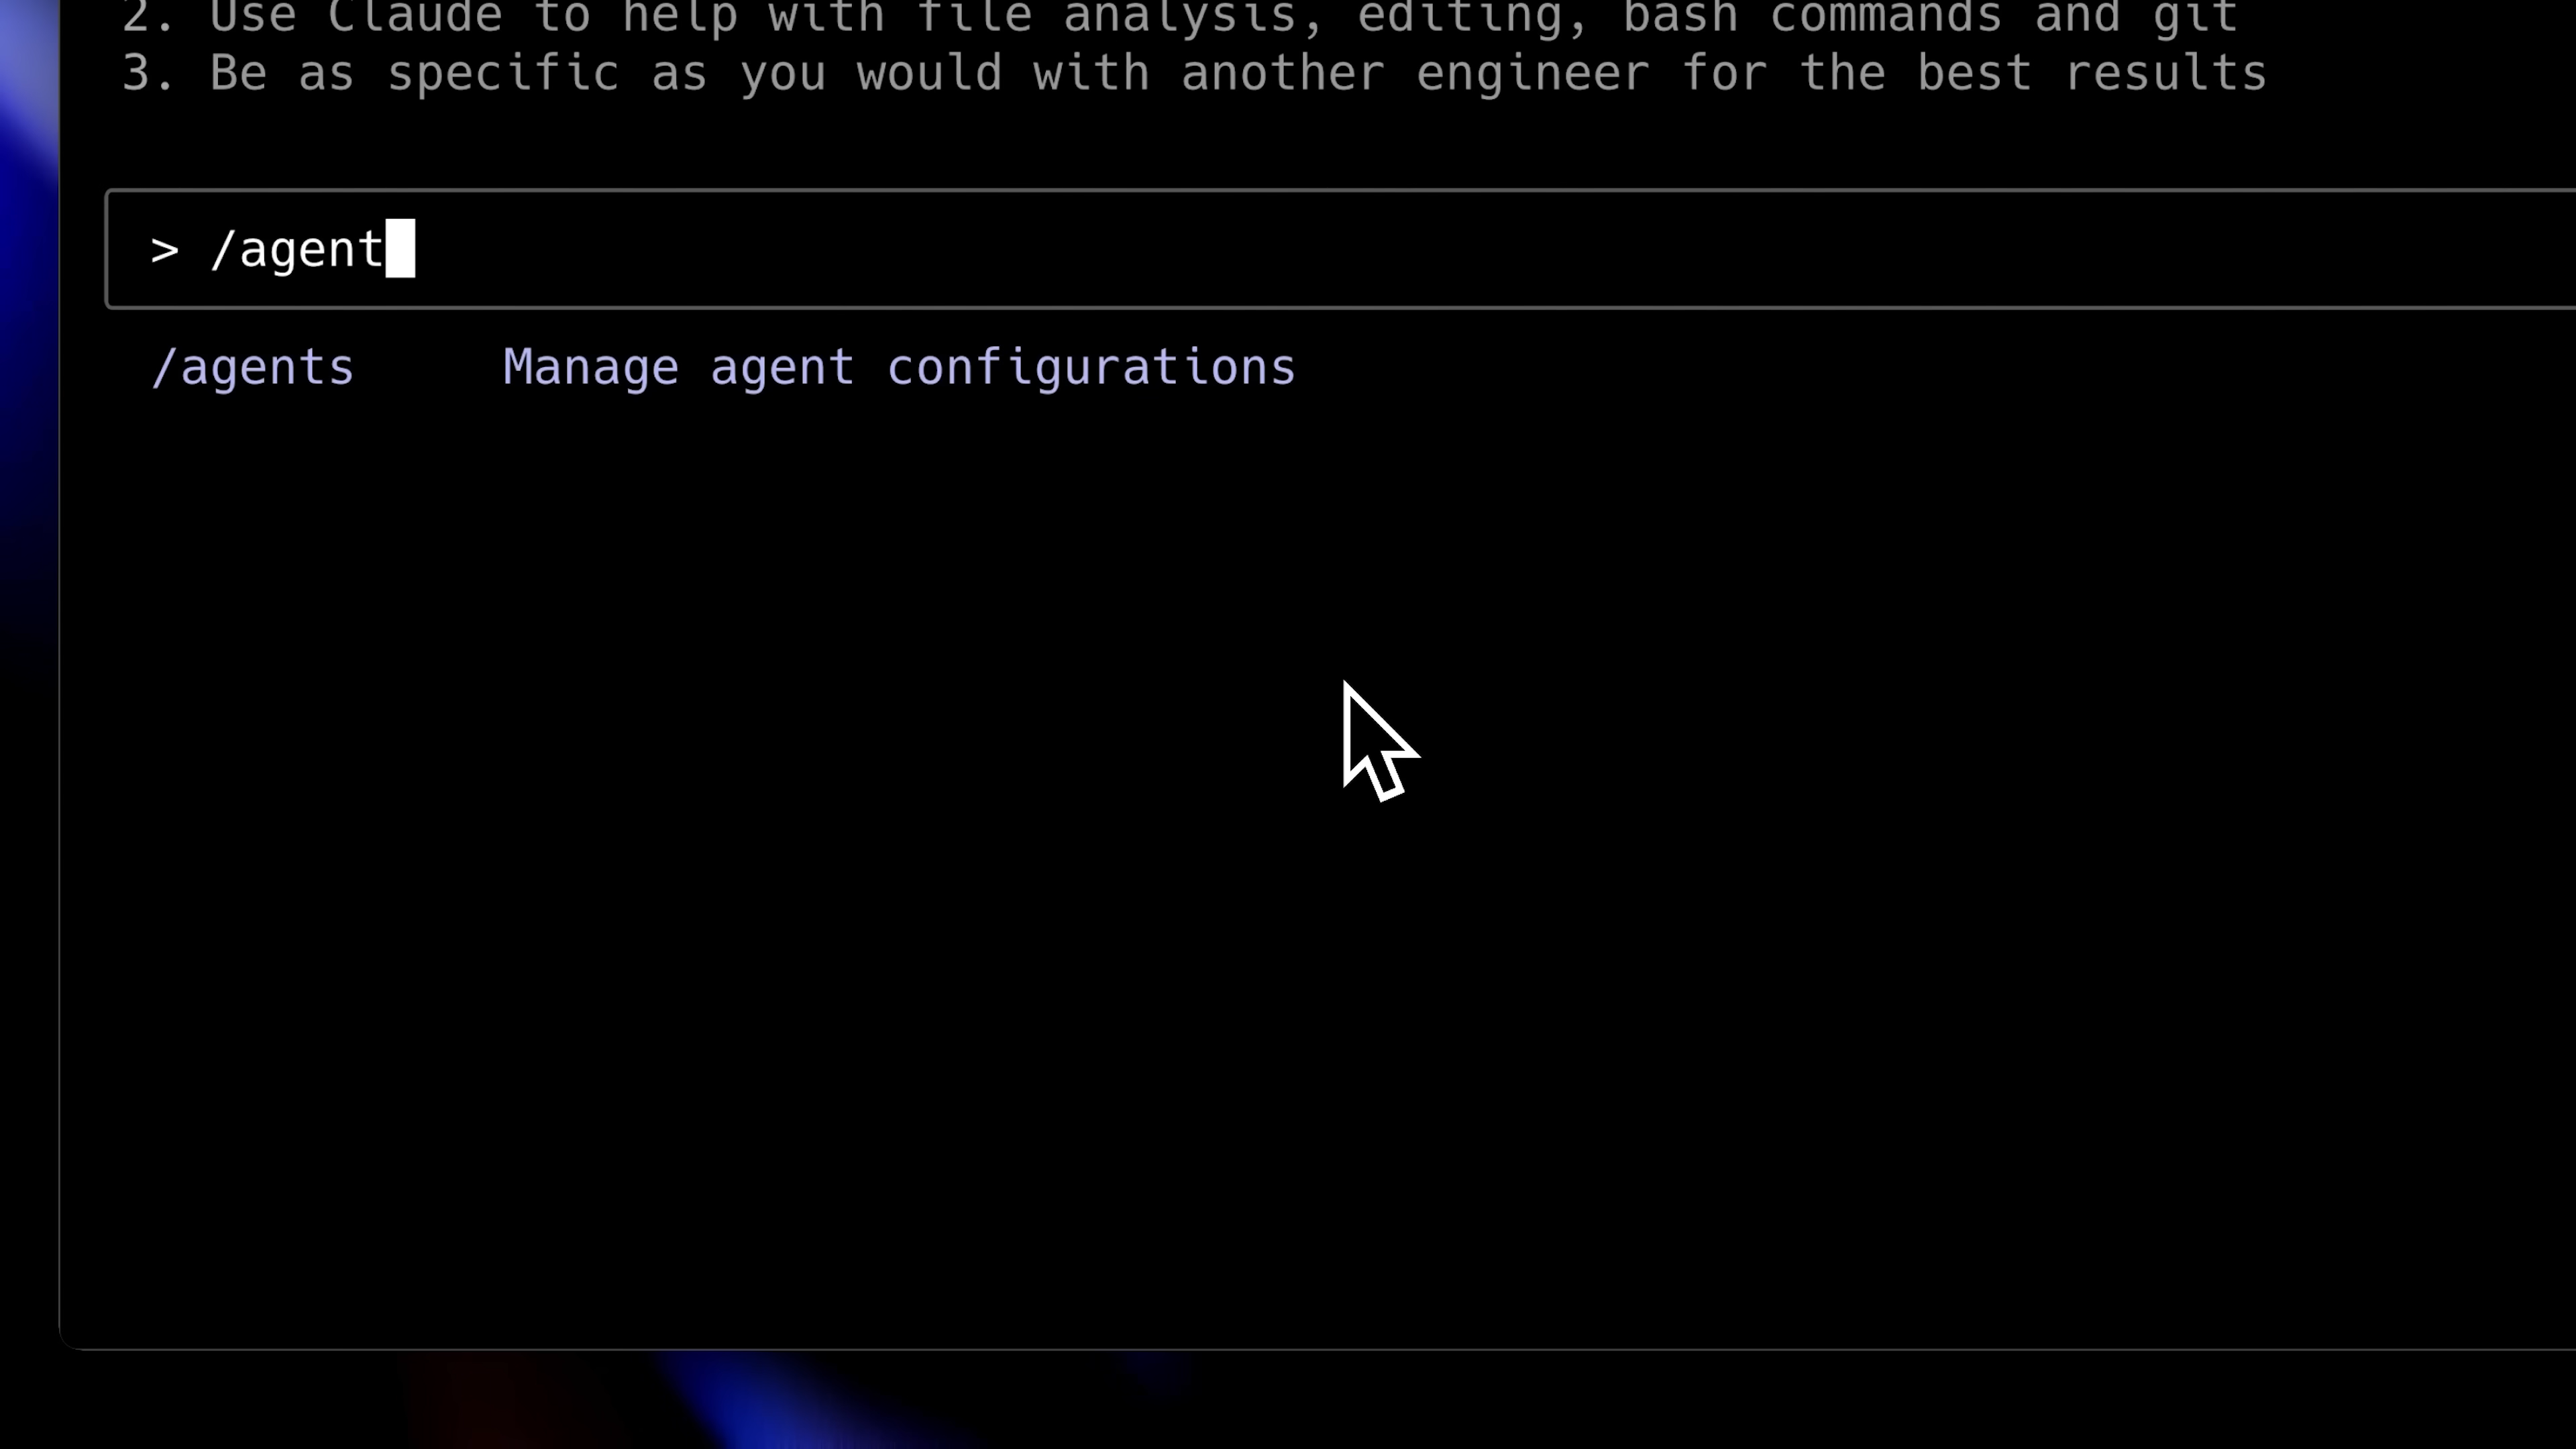 2. Use Claude to help with file analysis, editing, bash commands and git
3. Be as specific as you would with another engineer for the best results
> /agent
/agents Manage agent configurations